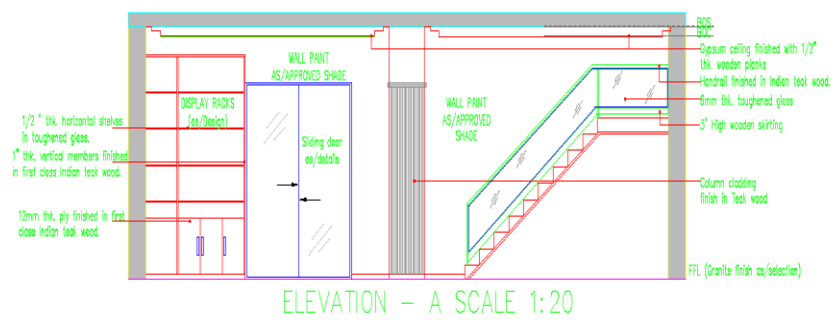 BCS
BOC
Gypsum ceiling finished with 1/2"
thk. wooden planks.
Handrail finished in Indian teak wood.
6mm thk. toughened glass
3" High wooden skirting
Column cladding
finish in Teak wood
FFL (Granite finish as/selection)
WALL PAINT
AS/APPROVED SHADE
DISPLAY RACKS
(as/Design)
Sliding door
as/details
WALL PAINT
AS/APPROVED
SHADE
1/2 " thk. horizontal shelves
in toughened glass.
1" thk. vertical members finished
in first class Indian teak wood.
12mm thk. ply finished in first
class Indian teak wood.
ELEVATION - A SCALE 1:20